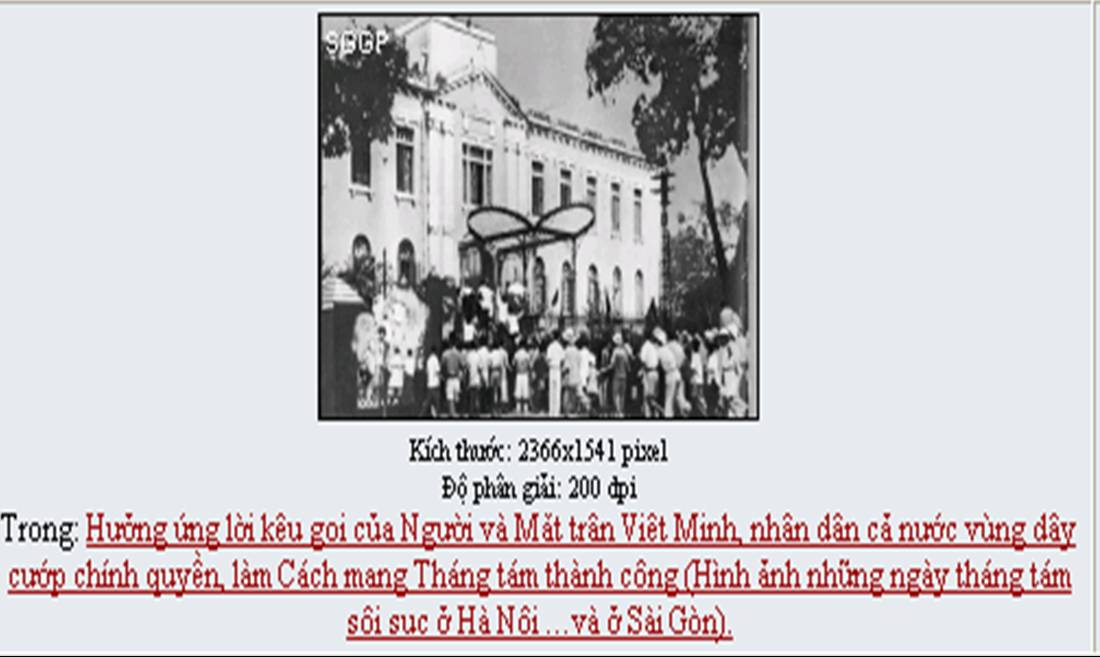 SGGP
Kích thước: 2366x1541 pixel
Độ phân giải: 200 dpi
Trong: Hưởng ứng lời kêu gọi của Người và Mặt trận Việt Minh, nhân dân cả nước vùng dây
cướp chính quyền, làm Cách mạng Tháng tám thành công (Hình ảnh những ngày tháng tám
sôi sục ở Hà Nội ...và ở Sài Gòn).